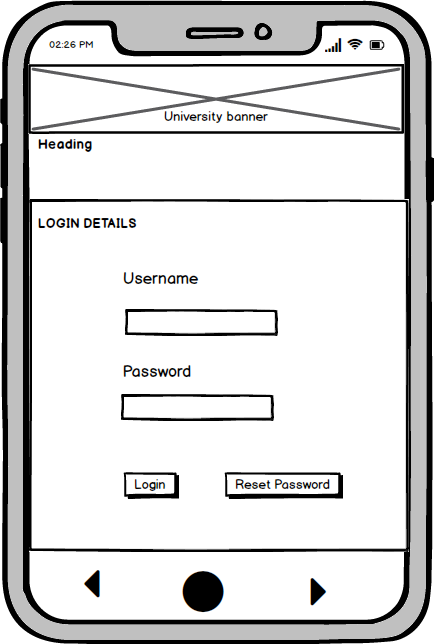 02:26 PM
University banner
Heading
LOGIN DETAILS
Username
Password
Login
Reset Password